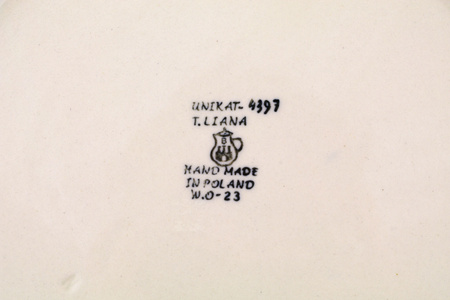 UNIKAT- 4397
T. LIANA
B
HAND MADE
IN POLAND
W.O-23